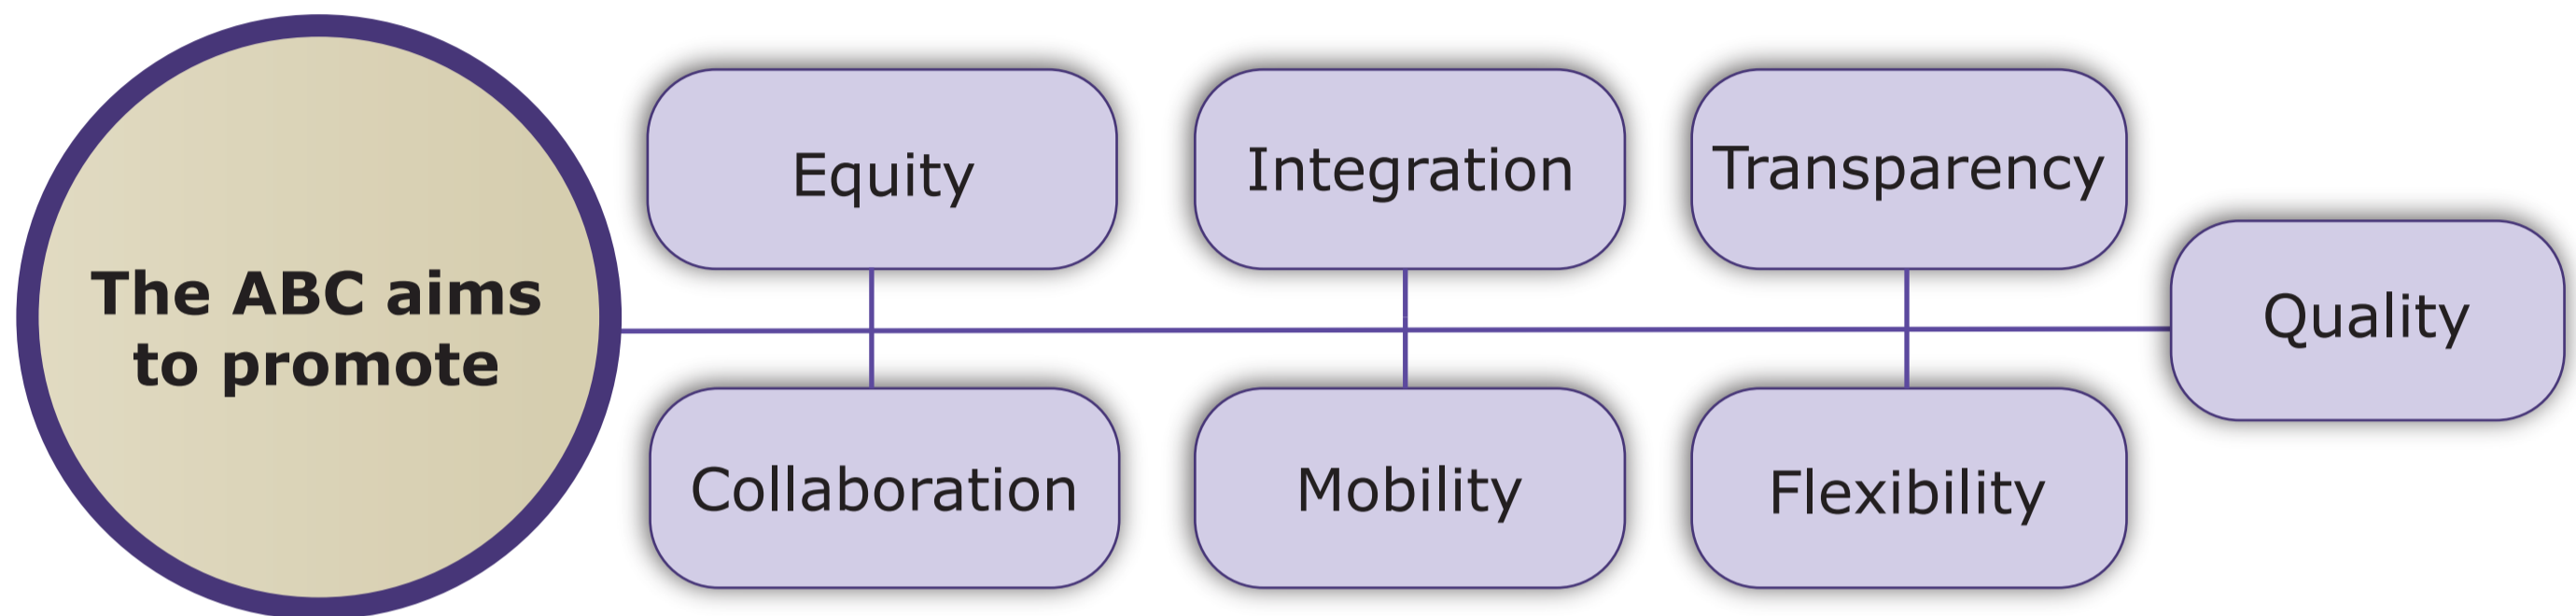 The ABC aims
to promote
Equity
Integration
Transparency
Quality
Collaboration
Mobility
Flexibility